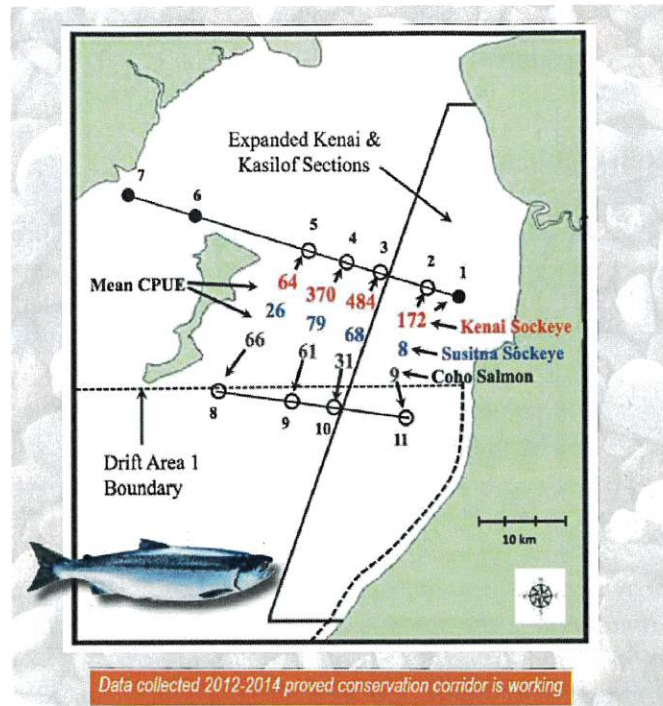 Expanded Kenai &
Kasilof Sections
7
6
5
4
3
2
1
Mean CPUE
64
370
484
172
Kenai Sockeye
26
79
68
8
Susitna Sockeye
66
61
31
9
Coho Salmon
8
9
10
11
Drift Area 1
Boundary
10 km
Data collected 2012-2014 proved conservation corridor is working